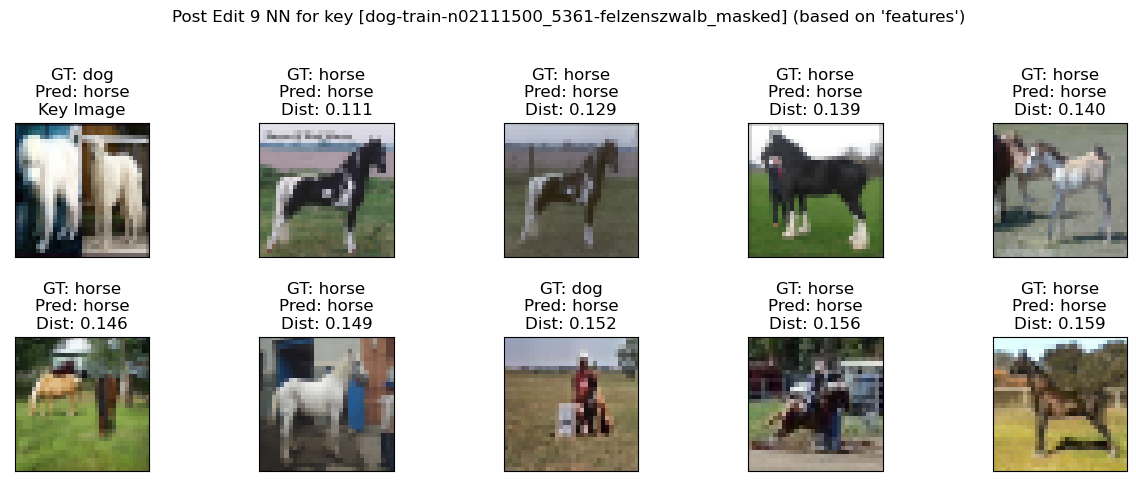 Post Edit 9 NN for key [dog-train-n02111500_5361-felzenszwalb_masked] (based on 'features')
GT: dog
Pred: horse
Key Image
GT: horse
Pred: horse
Dist: 0.111
GT: horse
Pred: horse
Dist: 0.129
GT: horse
Pred: horse
Dist: 0.139
GT: horse
Pred: horse
Dist: 0.140
GT: horse
Pred: horse
Dist: 0.146
GT: horse
Pred: horse
Dist: 0.149
GT: dog
Pred: horse
Dist: 0.152
GT: horse
Pred: horse
Dist: 0.156
GT: horse
Pred: horse
Dist: 0.159